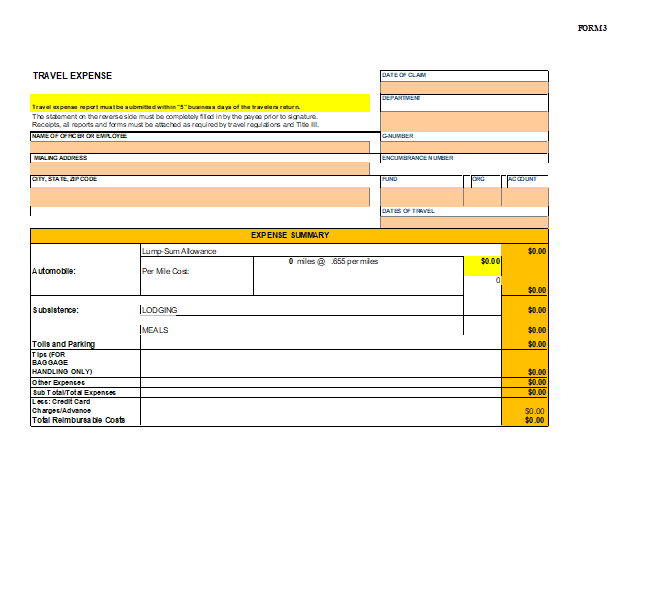 FORM3
TRAVEL EXPENSE
DATE OF CLAIM
DEPARTMENT
Travel expense report must be submitted within "5" business days of the travelers return.
The statement on the reverse side must be completely filled in by the payee prior to signature.
Receipts, all reports and forms must be attached as required by travel regulations and Title III.
NAME OF OFFICER OR EMPLOYEE
G-NUMBER
MAILING ADDRESS
ENCUMBRANCE NUMBER
CITY, STATE, ZIP CODE
FUND
ORG
ACCOUNT
DATES OF TRAVEL
EXPENSE SUMMARY
Automobile:
Lump-Sum Allowance
$0.00
Per Mile Cost:
0 miles @ .655 per miles
$0.00
0
$0.00
Subsistence:
LODGING
$0.00
MEALS
$0.00
Tolls and Parking
$0.00
Tips (FOR
BAGGAGE
HANDLING ONLY)
$0.00
Other Expenses
$0.00
Sub Total/Total Expenses
$0.00
Less: Credit Card
Charges/Advance
$0.00
Total Reimbursable Costs
$0.00